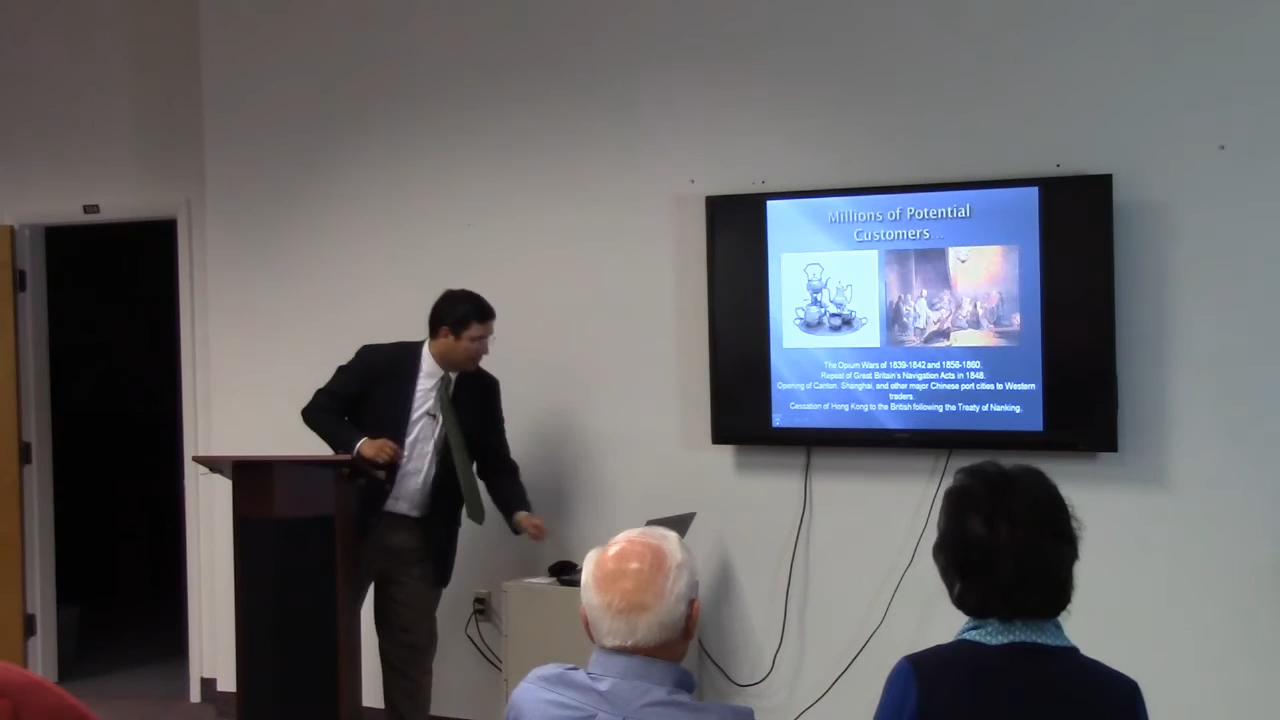 Millions of Potential
Customers...
The Opium Wars of 1839-1842 and 1856-1860.
Repeal of Great Britain's Navigation Acts in 1848.
Opening of Canton, Shanghai, and other major Chinese port cities to Western
traders.
Cessation of Hong Kong to the British following the Treaty of Nanking.